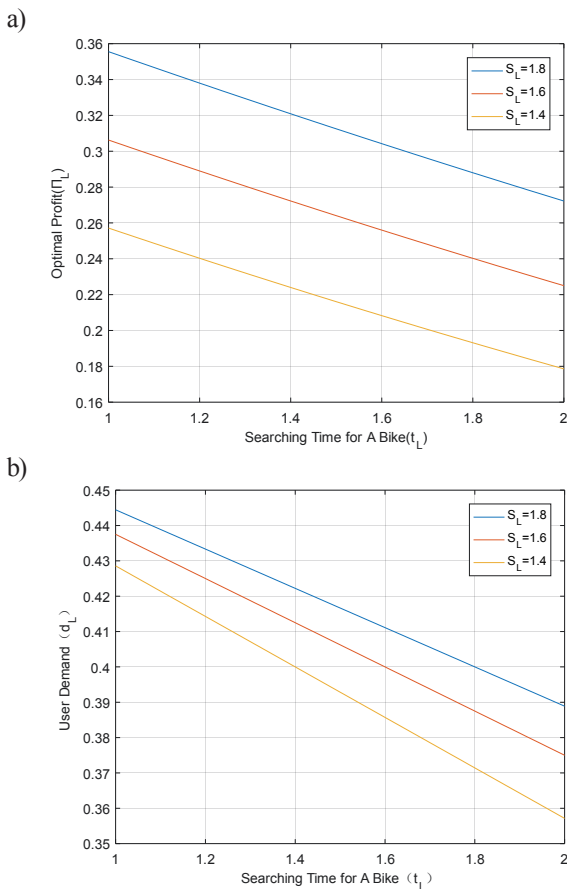 a)
0.36
0.34
0.32
0.3
0.28
0.26
0.24
0.22
0.2
0.18
0.16
Optimal Profit(Π_L)
S_L=1.8
S_L=1.6
S_L=1.4
1 1.2 1.4 1.6 1.8 2
Searching Time for A Bike(t_L)
b)
0.45
0.44
0.43
0.42
0.41
0.4
0.39
0.38
0.37
0.36
0.35
User Demand（d_L）
S_L=1.8
S_L=1.6
S_L=1.4
1 1.2 1.4 1.6 1.8 2
Searching Time for A Bike（t_L）